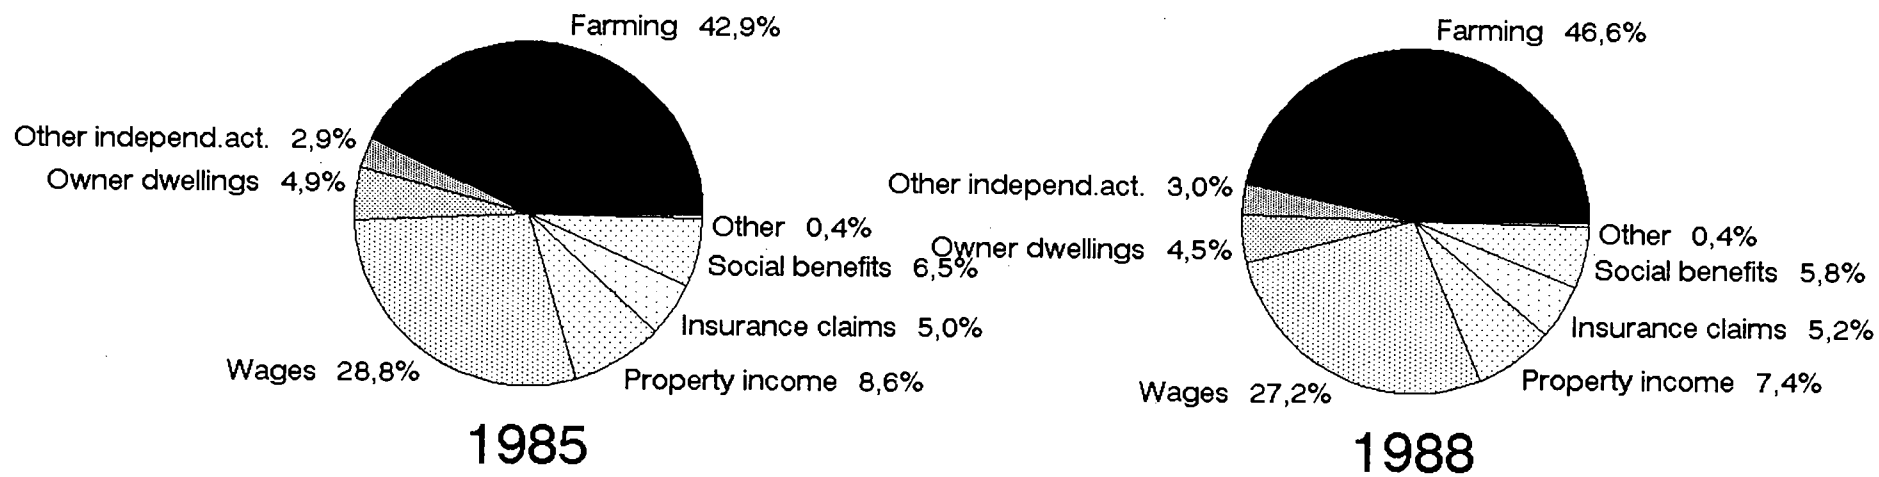 Farming 42,9%
Other independ.act. 2,9%
Owner dwellings 4,9%
Other 0,4%
Social benefits 6,5%
Insurance claims 5,0%
Wages 28,8%
Property income 8,6%
1985
Farming 46,6%
Other independ.act. 3,0%
Owner dwellings 4,5%
Other 0,4%
Social benefits 5,8%
Insurance claims 5,2%
Property income 7,4%
Wages 27,2%
1988